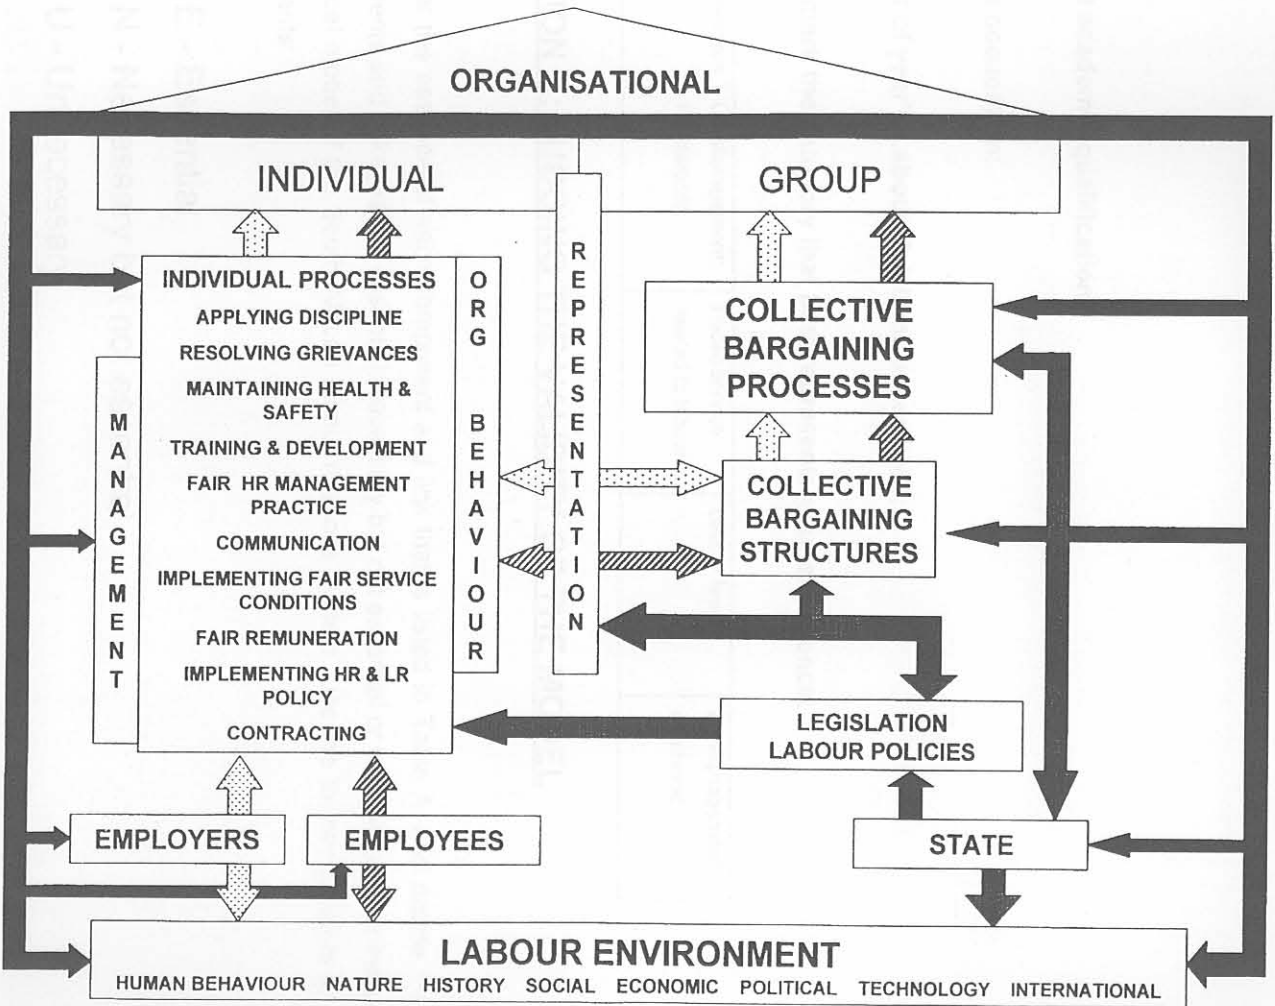 ORGANISATIONAL
INDIVIDUAL
GROUP
REPRESENTATION
INDIVIDUAL PROCESSES
APPLYING DISCIPLINE
RESOLVING GRIEVANCES
MAINTAINING HEALTH &
SAFETY
TRAINING & DEVELOPMENT
FAIR HR MANAGEMENT
PRACTICE
COMMUNICATION
IMPLEMENTING FAIR SERVICE
CONDITIONS
FAIR REMUNERATION
IMPLEMENTING HR & LR
POLICY
CONTRACTING
MANAGEMENT
ORG BEHAVIOUR
COLLECTIVE
BARGAINING
PROCESSES
COLLECTIVE
BARGAINING
STRUCTURES
LEGISLATION
LABOUR POLICIES
EMPLOYERS
EMPLOYEES
STATE
LABOUR ENVIRONMENT
HUMAN BEHAVIOUR NATURE HISTORY SOCIAL ECONOMIC POLITICAL TECHNOLOGY INTERNATIONAL